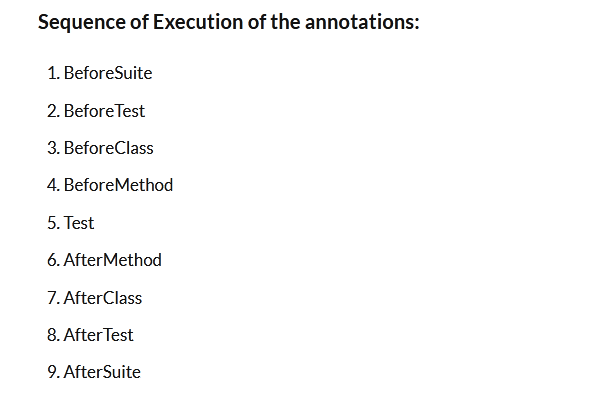 Sequence of Execution of the annotations:
1. BeforeSuite
2. BeforeTest
3. BeforeClass
4. BeforeMethod
5. Test
6. AfterMethod
7. AfterClass
8. AfterTest
9. AfterSuite